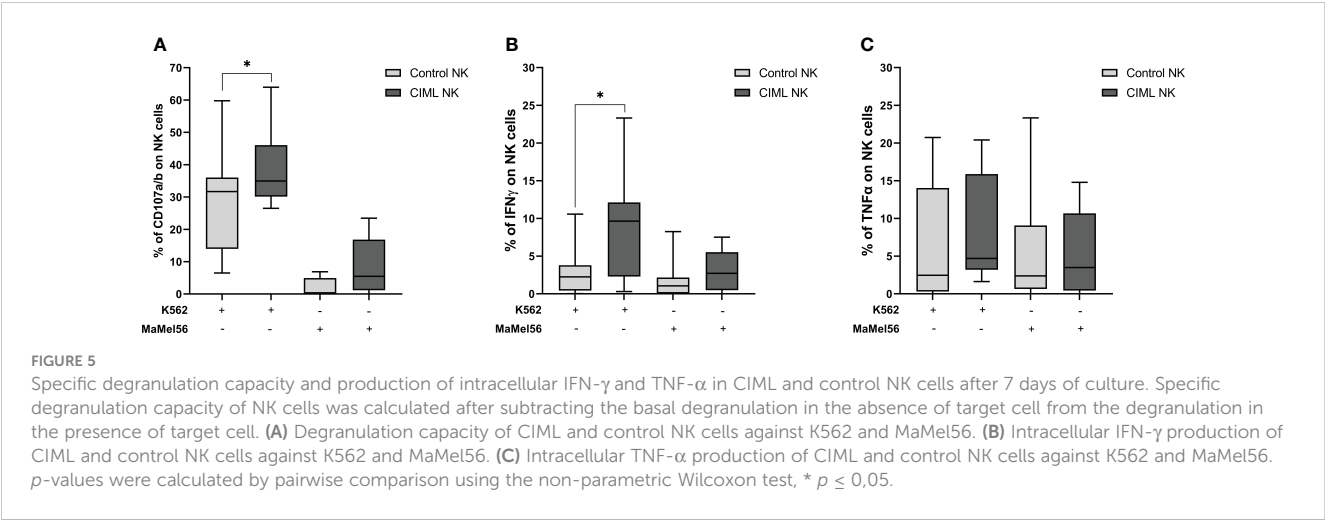 A
B
C
% of CD107a/b on NK cells
70
60
50
40
30
20
10
0
*
Control NK
CIML NK
K562 + + - -
MaMel56 - - + +
% of IFNγ on NK cells
30
25
20
15
10
5
0
*
Control NK
CIML NK
K562 + + - -
MaMel56 - - + +
% of TNFα on NK cells
30
25
20
15
10
5
0
Control NK
CIML NK
K562 + + - -
MaMel56 - - + +
FIGURE 5
Specific degranulation capacity and production of intracellular IFN-γ and TNF-α in CIML and control NK cells after 7 days of culture. Specific
degranulation capacity of NK cells was calculated after subtracting the basal degranulation in the absence of target cell from the degranulation in
the presence of target cell. (A) Degranulation capacity of CIML and control NK cells against K562 and MaMel56. (B) Intracellular IFN-γ production of
CIML and control NK cells against K562 and MaMel56. (C) Intracellular TNF-α production of CIML and control NK cells against K562 and MaMel56.
p-values were calculated by pairwise comparison using the non-parametric Wilcoxon test, * p ≤ 0,05.